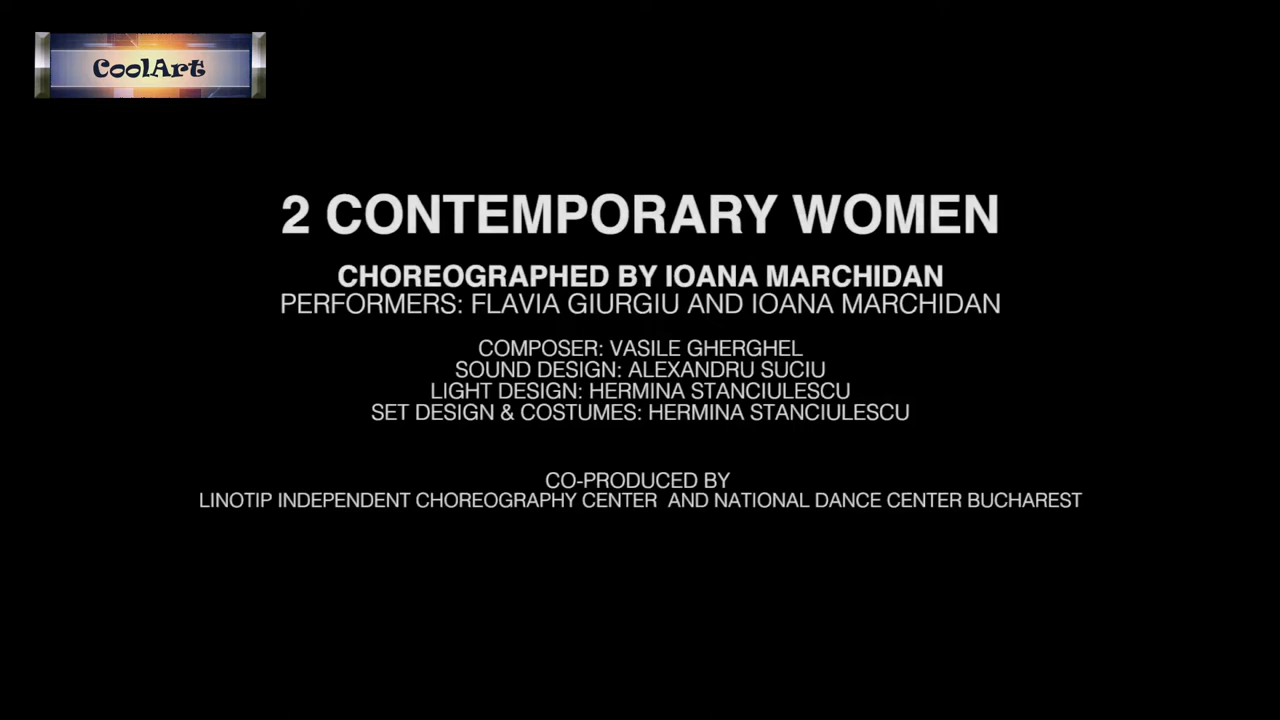 CoolArt
2 CONTEMPORARY WOMEN
CHOREOGRAPHED BY IOANA MARCHIDAN
PERFORMERS: FLAVIA GIURGIU AND IOANA MARCHIDAN
COMPOSER: VASILE GHERGHEL
SOUND DESIGN: ALEXANDRU SUCIU
LIGHT DESIGN: HERMINA STANCIULESCU
SET DESIGN & COSTUMES: HERMINA STANCIULESCU
CO-PRODUCED BY
LINOTIP INDEPENDENT CHOREOGRAPHY CENTER AND NATIONAL DANCE CENTER BUCHAREST